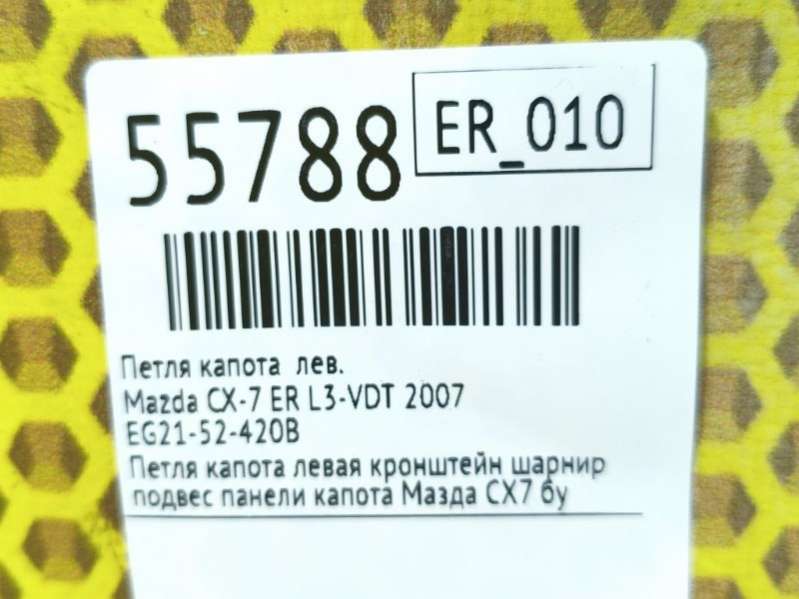 55788
ER_010
Петля капота лев.
Mazda CX-7 ER L3-VDT 2007
EG21-52-420B
Петля капота левая кронштейн шарнир
подвес панели капота Мазда СХ7 бу